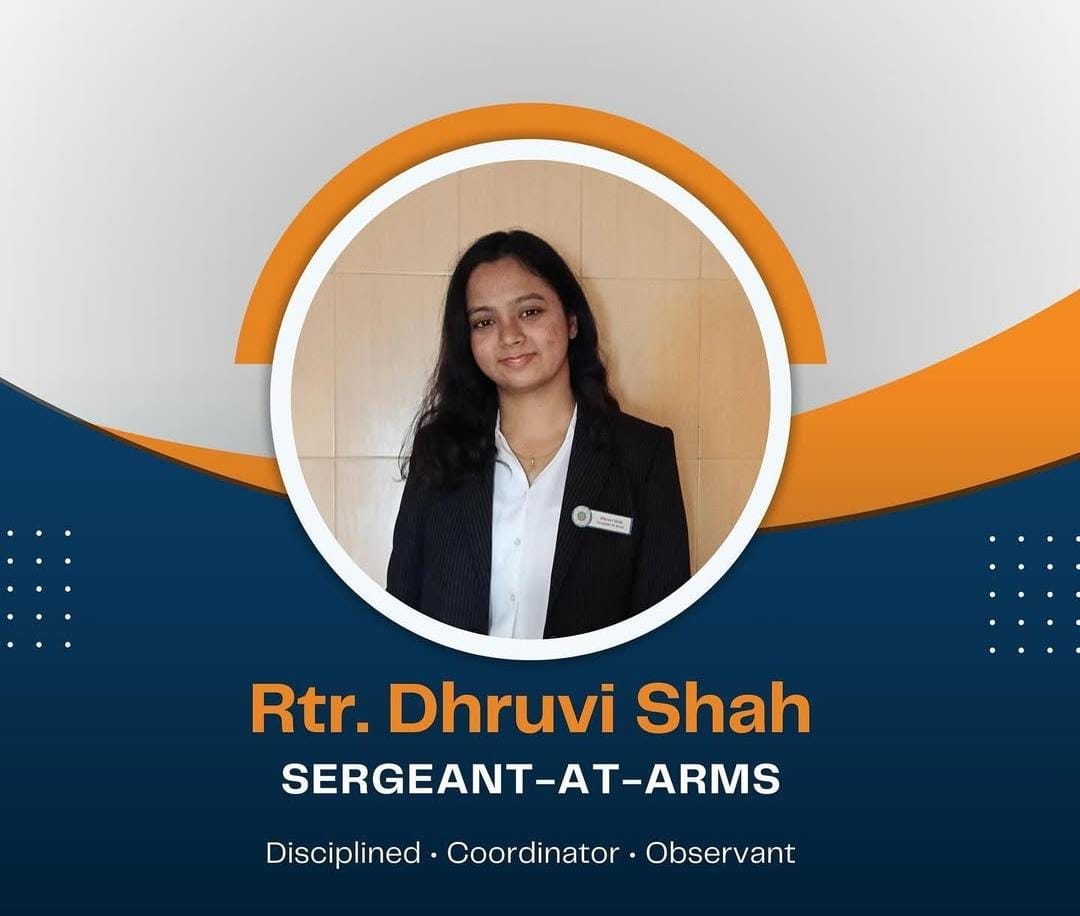 Rtr. Dhruvi Shah
SERGEANT-AT-ARMS
Disciplined • Coordinator • Observant